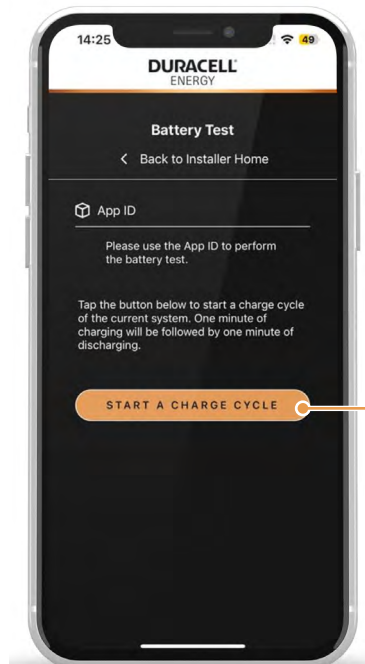 14:25
49
DURACELL
ENERGY
Battery Test
Back to Installer Home
App ID
Please use the App ID to perform
the battery test.
Tap the button below to start a charge cycle
of the current system. One minute of
charging will be followed by one minute of
discharging.
START A CHARGE CYCLE